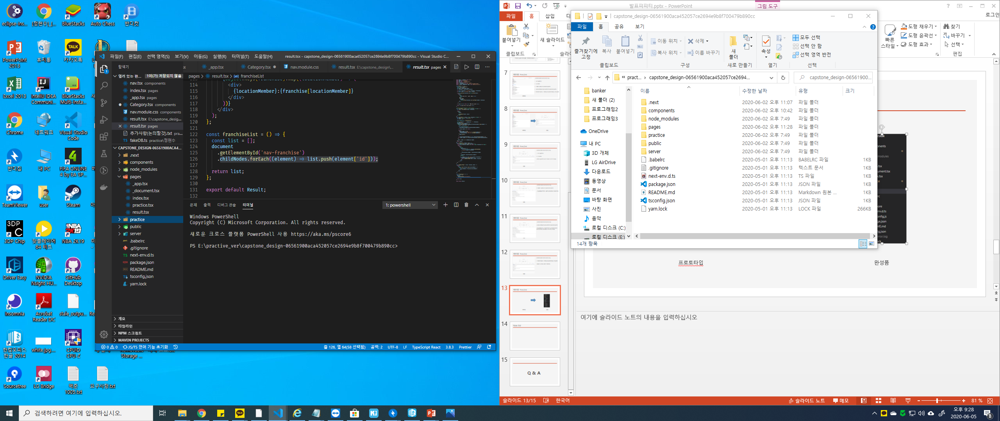 eclipse-ins...
[정현수]_[...
BlueStacks
Auto Chess
반디컷
PowerPoint
2013
휴지통
카카오톡
Excel 2013
IntelliJ IDEA
Communi...
BlueStacks
Multi-Insta...
Chrome
네트워크
Visual Studio
Code
반디집
내 PC
FIFA ONLINE
4 by EA SP...
TeamViewer
user
Steam
3DP Chip
팟플레이어
64 비트
NBA 2K19
Driver Easy
NVIDIA
Nsight HU...
GitHub
Desktop
Insomnia
Acrobat
Reader DC
stale_outpu...
한컴오피스
한글 2014
white.jpg....
CPUID
CPU-Z
Storage ...
Sourcetree
LG Bridge
백준
1005.txt
요구사항.txt
파일(F)
편집(E)
선택 영역(S)
보기(V)
이동(G)
실행(R)
터미널(T)
도움말(H)
result.tsx - capstone_design-06561900aca452057ce2694e9b8f700479b890cc - Visual Studio C...
탐색기
열려 있는 편...
1이(가) 저장되지 않음
nav.tsx components
index.tsx pages
_app.tsx pages
Category.tsx components
nav.module.css components
result.tsx E:\capstone_desig...
result.tsx pages
추가사항(논의할것).txt pra...
fakeDB.ts practice\정현수
CAPSTONE_DESIGN-06561900ACA4...
.next
components
node_modules
pages
_app.tsx
_document.tsx
index.tsx
practice.tsx
result.tsx
practice
public
server
.babelrc
.gitignore
next-env.d.ts
package.json
README.md
tsconfig.json
yarn.lock
개요
타임라인
NPM 스크립트
MAVEN PROJECTS
_app.tsx
Category.tsx
nav.module.css
result.tsx E:\capstone_design\...
result.tsx pages
pages > result.tsx > franchiseList
114 <div>
115 {locationMember}:{franchise[locationMember]}
116 </div>
117 ))}
118 </div>
119 );
120 };
121
122 const franchiseList = () => {
123 const list = [];
124 document
125 .getElementById('nav-franchise')
126 .childNodes.forEach((element) => list.push(element['id']));
127
128 return list;
129 };
130
131 export default Result;
132
문제
출력
디버그 콘솔
터미널
1: powershell
Windows PowerShell
Copyright (C) Microsoft Corporation. All rights reserved.
새로운 크로스 플랫폼 PowerShell 사용 https://aka.ms/pscore6
PS E:\practive_ver\capstone_design-06561900aca452057ce2694e9b8f700479b890cc>
0 0
JS/TS 언어 기능 초기화
줄 126, 열 64(58 선택됨)
공백: 2
UTF-8
LF
TypeScript React
3.8.3
Prettier
발표피피티.pptx - PowerPoint
그림 도구
파일
홈
삽입
로그인
붙여넣기
새 슬라이드
클립보드
빠른
스타일
도형 채우기
도형 윤곽선
도형 효과
찾기
바꾸기
선택
편집
7
8
9
10
11
12
13
14
15
Q & A
프로토타입
완성품
여기에 슬라이드 노트의 내용을 입력하십시오
슬라이드 13/15
한국어
슬라이드 노트
메모
81 %
capstone_design-06561900aca452057ce2694e9b8f700479b890cc
파일
홈
공유
보기
즐겨찾기에
고정
복사
붙여넣기
클립보드
이동 위치
복사 위치
삭제
이름 바꾸기
구성
새
폴더
새로 만들기
속성
열기
모두 선택
선택 안 함
선택 영역 반전
선택
« pract... > capstone_design-06561900aca452057ce2694...
capstone_design-06561900...
banker
새 폴더 (2)
프로그래밍2
프로그래밍3
OneDrive
내 PC
3D 개체
LG AirDrive
다운로드
동영상
문서
바탕 화면
사진
음악
로컬 디스크 (C:)
로컬 디스크 (E:)
이름 수정한 날짜 유형 크기
.next 2020-06-02 오후 11:07 파일 폴더
components 2020-06-02 오후 10:42 파일 폴더
node_modules 2020-06-02 오후 7:49 파일 폴더
pages 2020-06-02 오후 11:28 파일 폴더
practice 2020-06-02 오후 7:49 파일 폴더
public 2020-06-02 오후 7:49 파일 폴더
server 2020-06-02 오후 7:49 파일 폴더
.babelrc 2020-05-01 오후 11:13 BABELRC 파일 1KB
.gitignore 2020-05-01 오후 11:13 텍스트 문서 1KB
next-env.d.ts 2020-05-01 오후 11:13 TS 파일 1KB
package.json 2020-05-01 오후 11:13 JSON 파일 1KB
README.md 2020-05-01 오후 11:13 Markdown 원본 ... 1KB
tsconfig.json 2020-05-01 오후 11:13 JSON 파일 1KB
yarn.lock 2020-05-01 오후 11:13 LOCK 파일 266KB
14개 항목
검색하려면 여기에 입력하십시오.
오후 9:28
2020-06-05
8